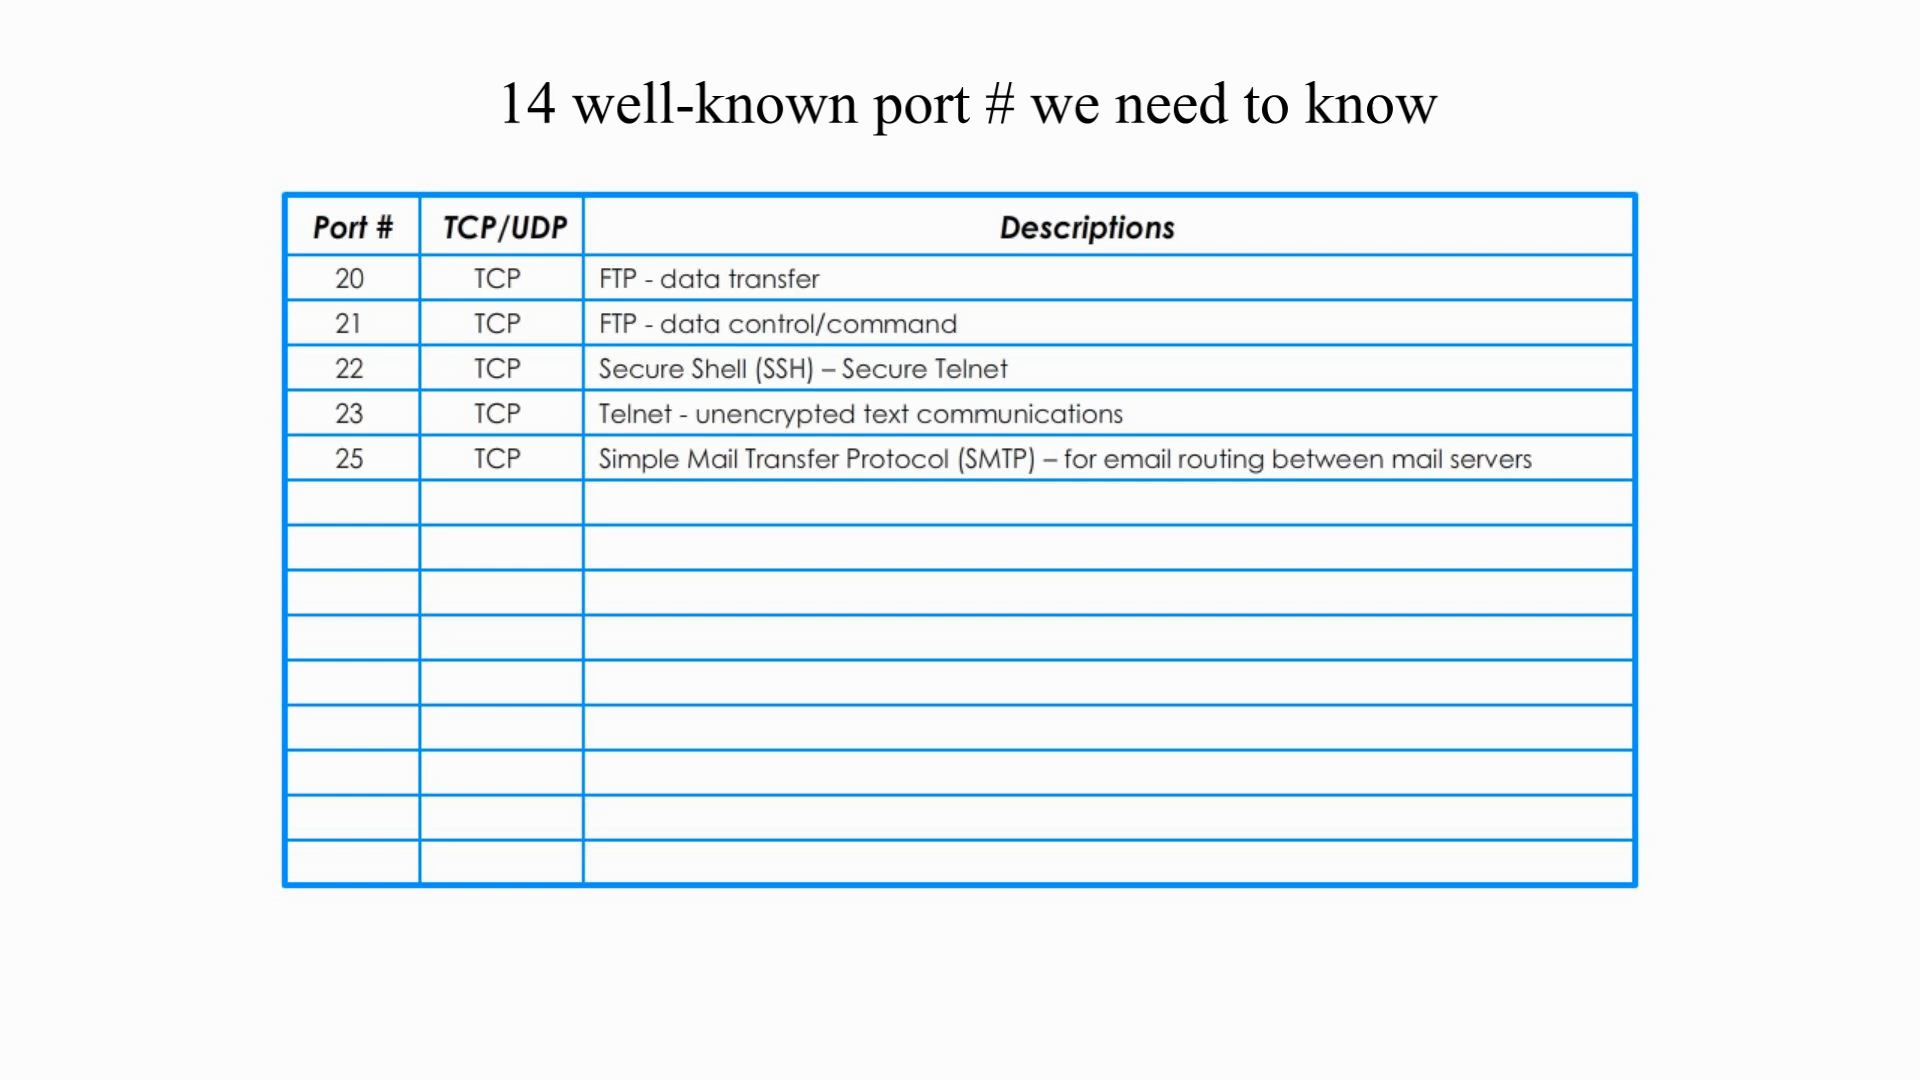 14 well-known port # we need to know
Port # TCP/UDP Descriptions
20 TCP FTP - data transfer
21 TCP FTP - data control/command
22 TCP Secure Shell (SSH) – Secure Telnet
23 TCP Telnet - unencrypted text communications
25 TCP Simple Mail Transfer Protocol (SMTP) – for email routing between mail servers